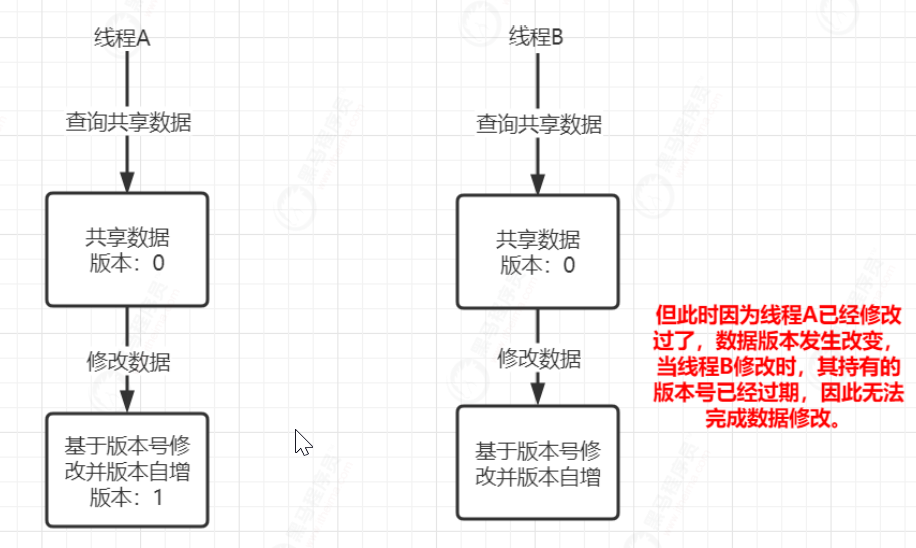 线程A
查询共享数据
共享数据
版本：0
修改数据
基于版本号修
改并版本自增
版本：1
线程B
查询共享数据
共享数据
版本：0
修改数据
基于版本号修
改并版本自增
但此时因为线程A已经修改
过了，数据版本发生改变，
当线程B修改时，其持有的
版本号已经过期，因此无法
完成数据修改。
黑马程序员